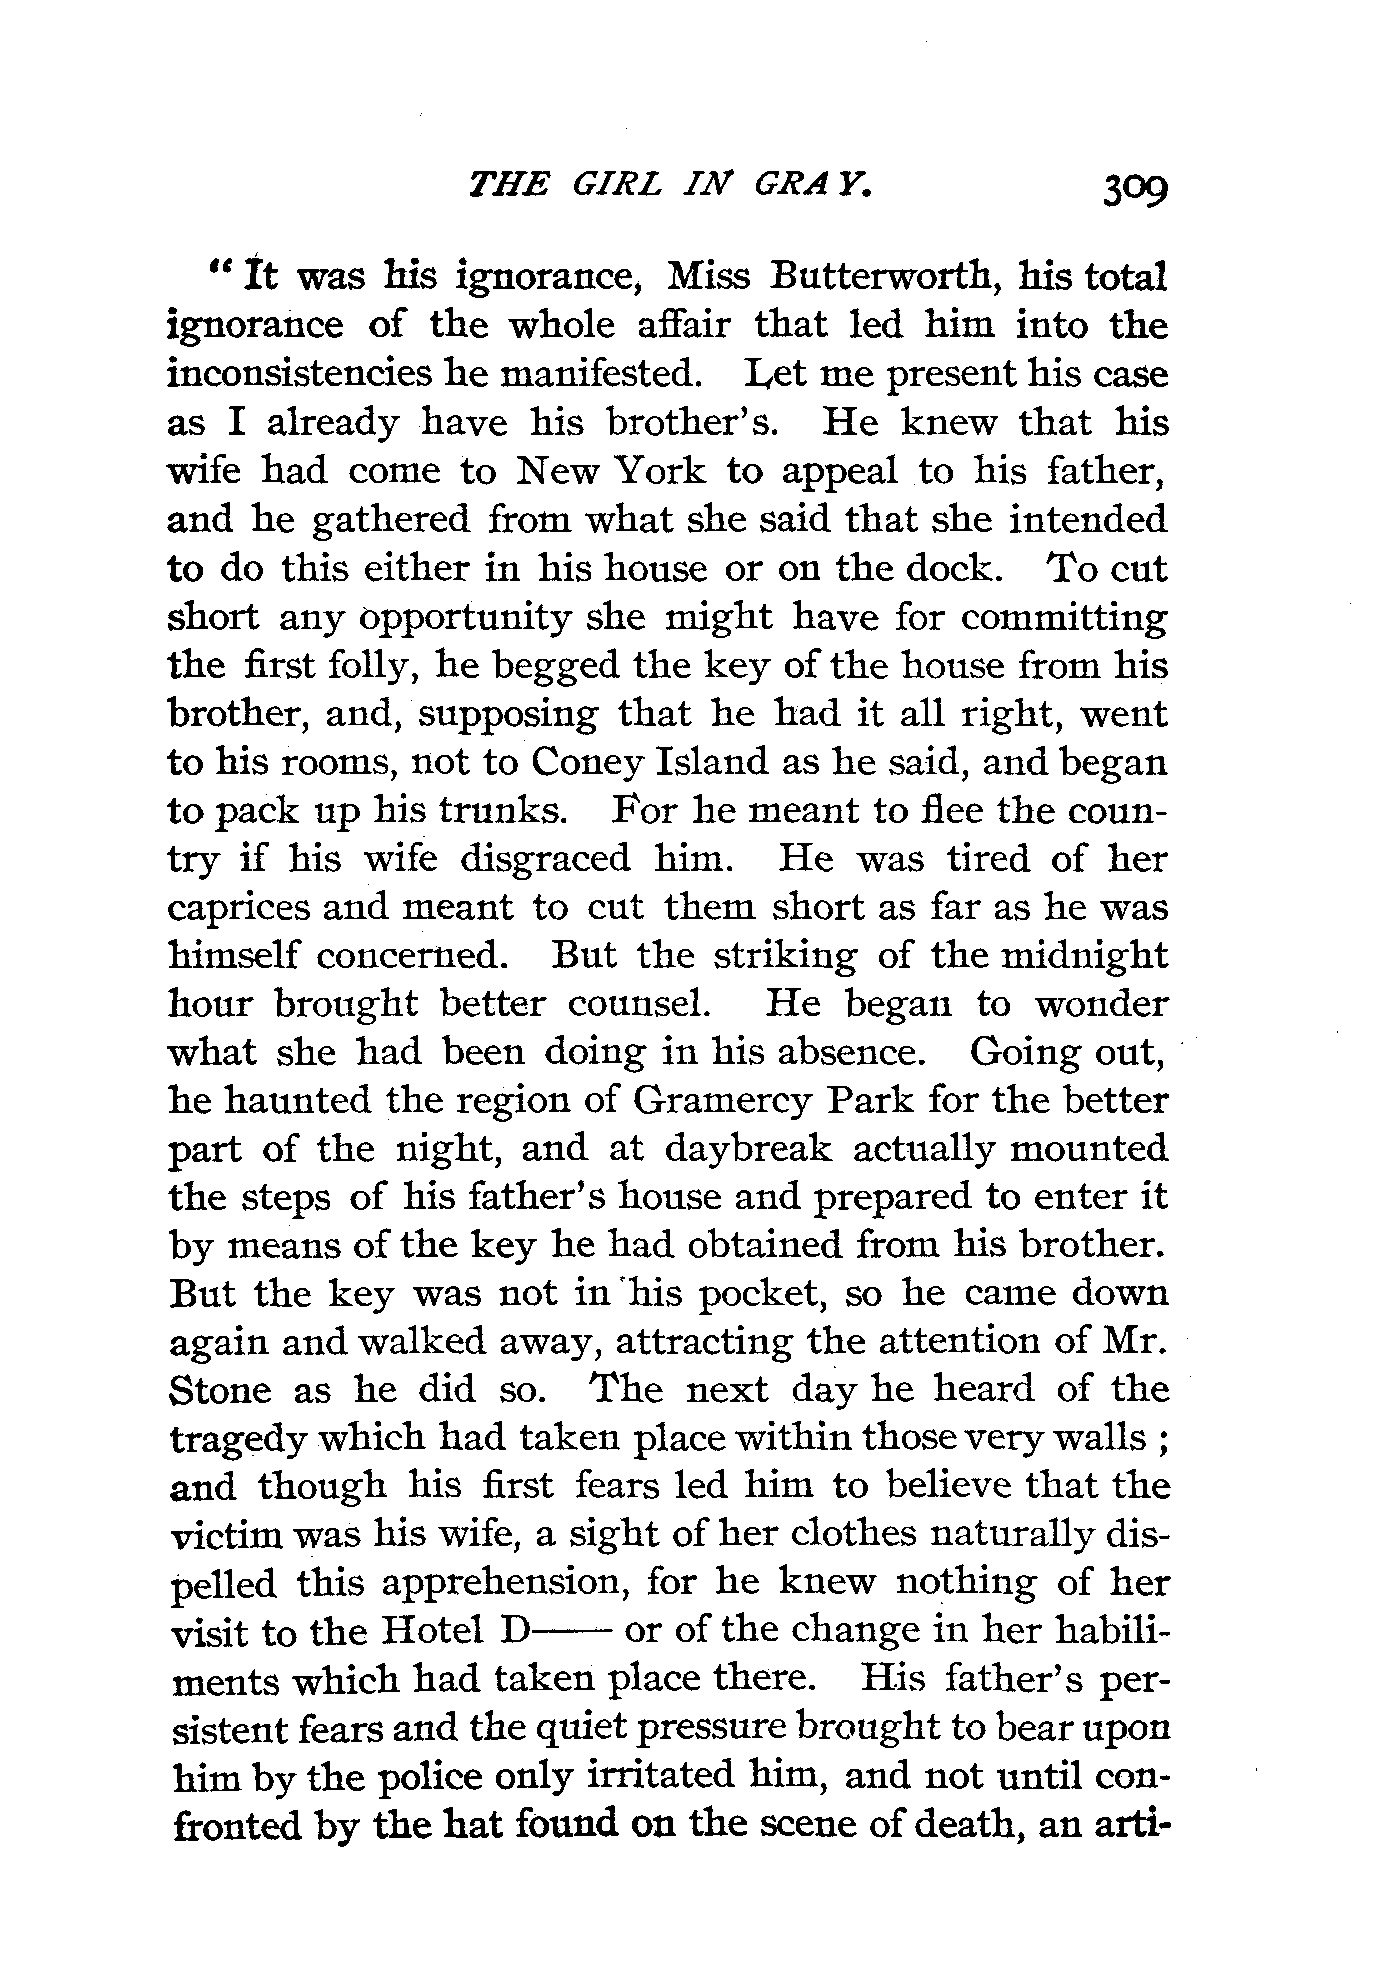 THE GIRL IN GRAY. 309
“ It was his ignorance, Miss Butterworth, his total
ignorance of the whole affair that led him into the
inconsistencies he manifested. Let me present his case
as I already have his brother’s. He knew that his
wife had come to New York to appeal to his father,
and he gathered from what she said that she intended
to do this either in his house or on the dock. To cut
short any opportunity she might have for committing
the first folly, he begged the key of the house from his
brother, and, supposing that he had it all right, went
to his rooms, not to Coney Island as he said, and began
to pack up his trunks. For he meant to flee the coun-
try if his wife disgraced him. He was tired of her
caprices and meant to cut them short as far as he was
himself concerned. But the striking of the midnight
hour brought better counsel. He began to wonder
what she had been doing in his absence. Going out,
he haunted the region of Gramercy Park for the better
part of the night, and at daybreak actually mounted
the steps of his father’s house and prepared to enter it
by means of the key he had obtained from his brother.
But the key was not in his pocket, so he came down
again and walked away, attracting the attention of Mr.
Stone as he did so. The next day he heard of the
tragedy which had taken place within those very walls ;
and though his first fears led him to believe that the
victim was his wife, a sight of her clothes naturally dis-
pelled this apprehension, for he knew nothing of her
visit to the Hotel D—— or of the change in her habili-
ments which had taken place there. His father’s per-
sistent fears and the quiet pressure brought to bear upon
him by the police only irritated him, and not until con-
fronted by the hat found on the scene of death, an arti-